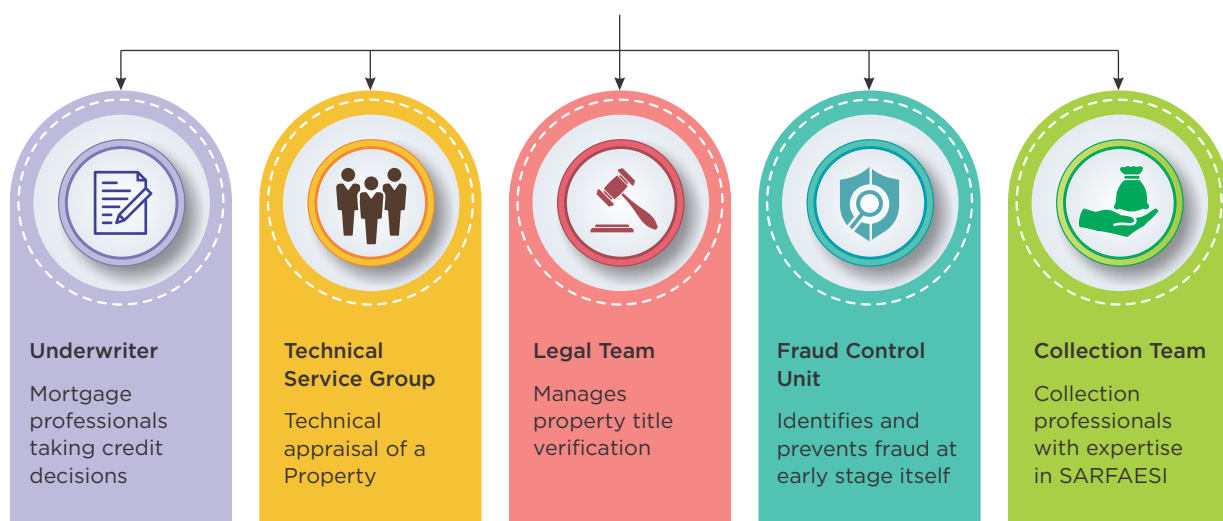 Underwriter
Mortgage
professionals
taking credit
decisions
Technical
Service Group
Technical
appraisal of a
Property
Legal Team
Manages
property title
verification
Fraud Control
Unit
Identifies and
prevents fraud at
early stage itself
Collection Team
Collection
professionals
with expertise
in SARFAESI